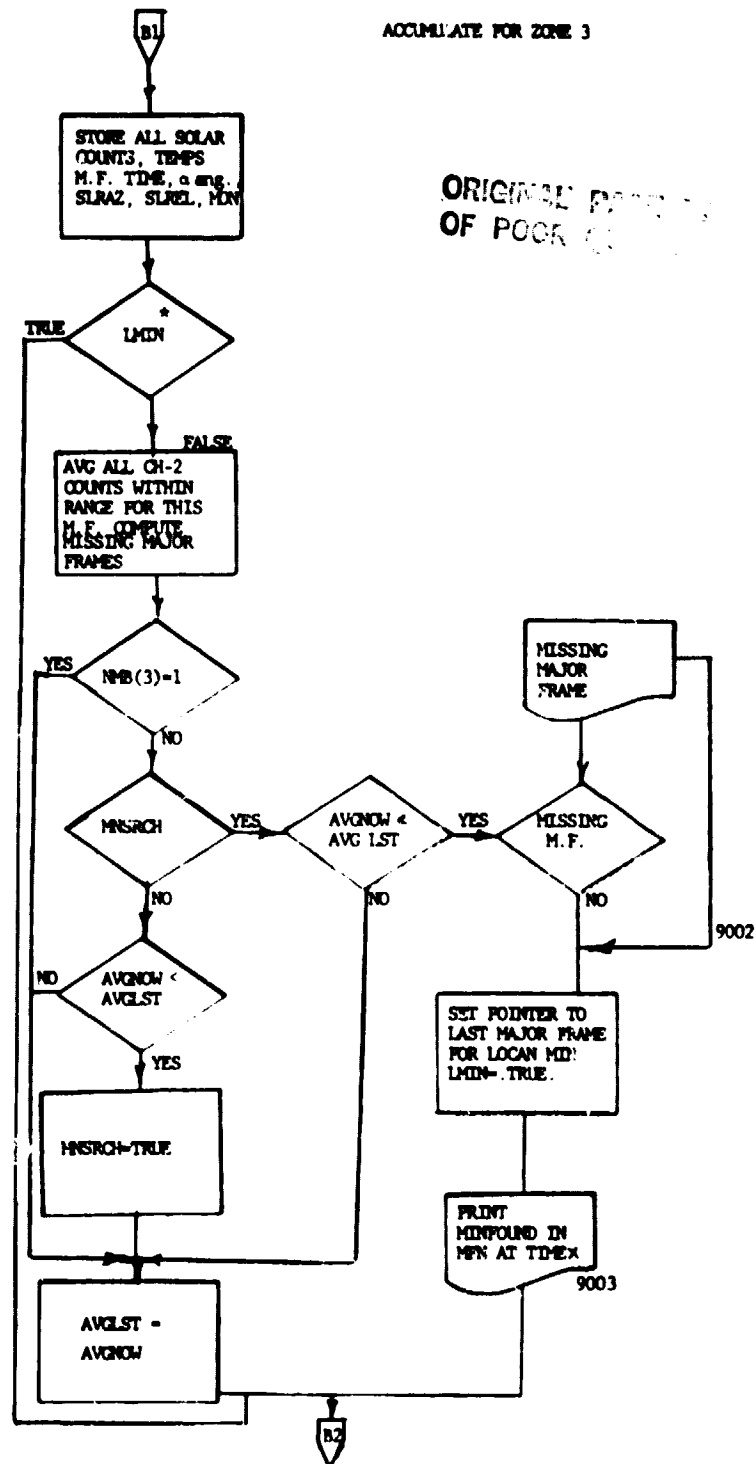 B1
ACCUMULATE FOR ZONE 3
STORE ALL SOLAR
COUNTS, TEMPS
M.F. TIME, α ang.,
SLRAZ, SLREL, MON
ORIGINAL
OF POOR
*
LMIN
TRUE
FALSE
AVG ALL CH-2
COUNTS WITHIN
RANGE FOR THIS
M.F. COMPUTE
MISSING MAJOR
FRAMES
NMB(3)=1
YES
NO
MISSING
MAJOR
FRAME
MNSRCH
YES
AVGNOW <
AVG LST
YES
MISSING
M.F.
NO
NO
NO
9002
AVGNOW <
AVGLST
NO
YES
SET POINTER TO
LAST MAJOR FRAME
FOR LOCAN MIN
LMIN=.TRUE.
MNSRCH=TRUE
PRINT
MINFOUND IN
MFN AT TIMEX
9003
AVGLST =
AVGNOW
B2